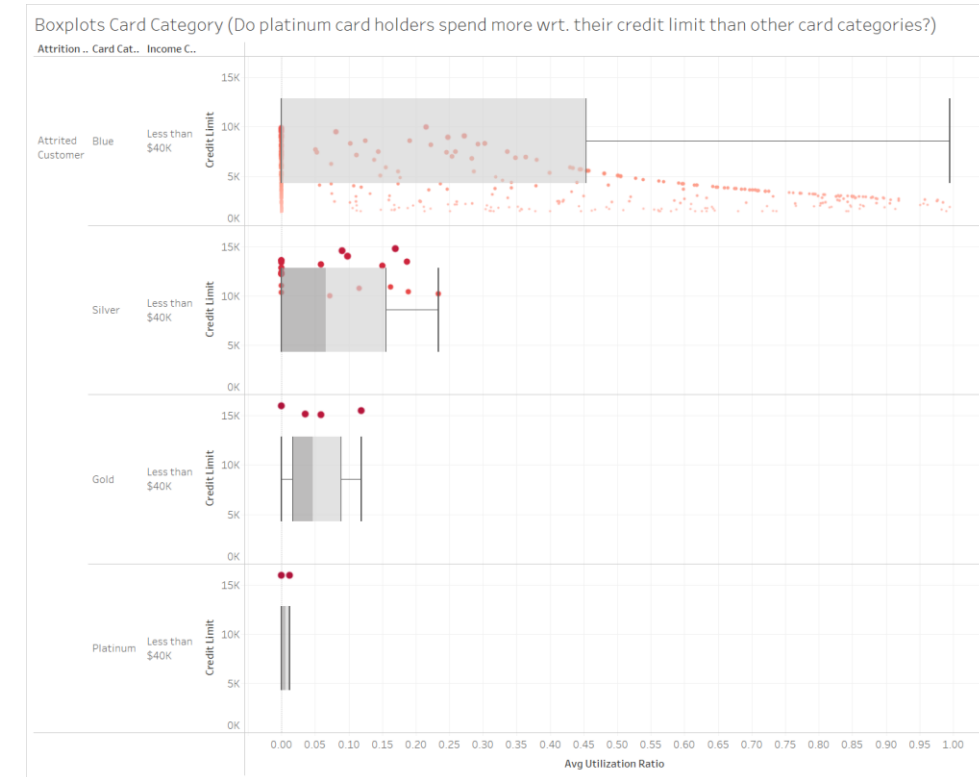 Boxplots Card Category (Do platinum card holders spend more wrt. their credit limit than other card categories?)
Attrition .. Card Cat.. Income C..
Attrited Customer
Blue
Less than $40K
Credit Limit
15K
10K
5K
0K
Silver
Less than $40K
Credit Limit
15K
10K
5K
0K
Gold
Less than $40K
Credit Limit
15K
10K
5K
0K
Platinum
Less than $40K
Credit Limit
15K
10K
5K
0K
0.00 0.05 0.10 0.15 0.20 0.25 0.30 0.35 0.40 0.45 0.50 0.55 0.60 0.65 0.70 0.75 0.80 0.85 0.90 0.95 1.00
Avg Utilization Ratio